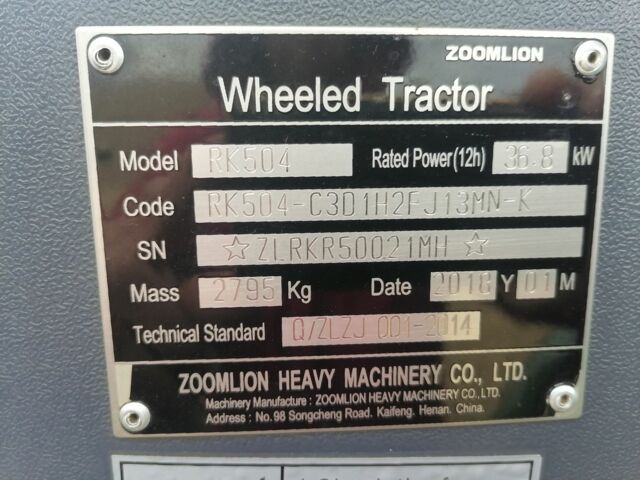 ZOOMLION
Wheeled Tractor
Model RK504 Rated Power(12h) 36.8 kW
Code RK504-C3D1H2FJ13MN-K
SN ☆ZLRKR50021MH☆
Mass 2795 Kg Date 2018 Y 01 M
Technical Standard Q/ZLZJ 001-2014
ZOOMLION HEAVY MACHINERY CO., LTD.
Machinery Manufacture : ZOOMLION HEAVY MACHINERY CO., LTD.
Address : No.98 Songcheng Road. Kaifeng. Henan. China.